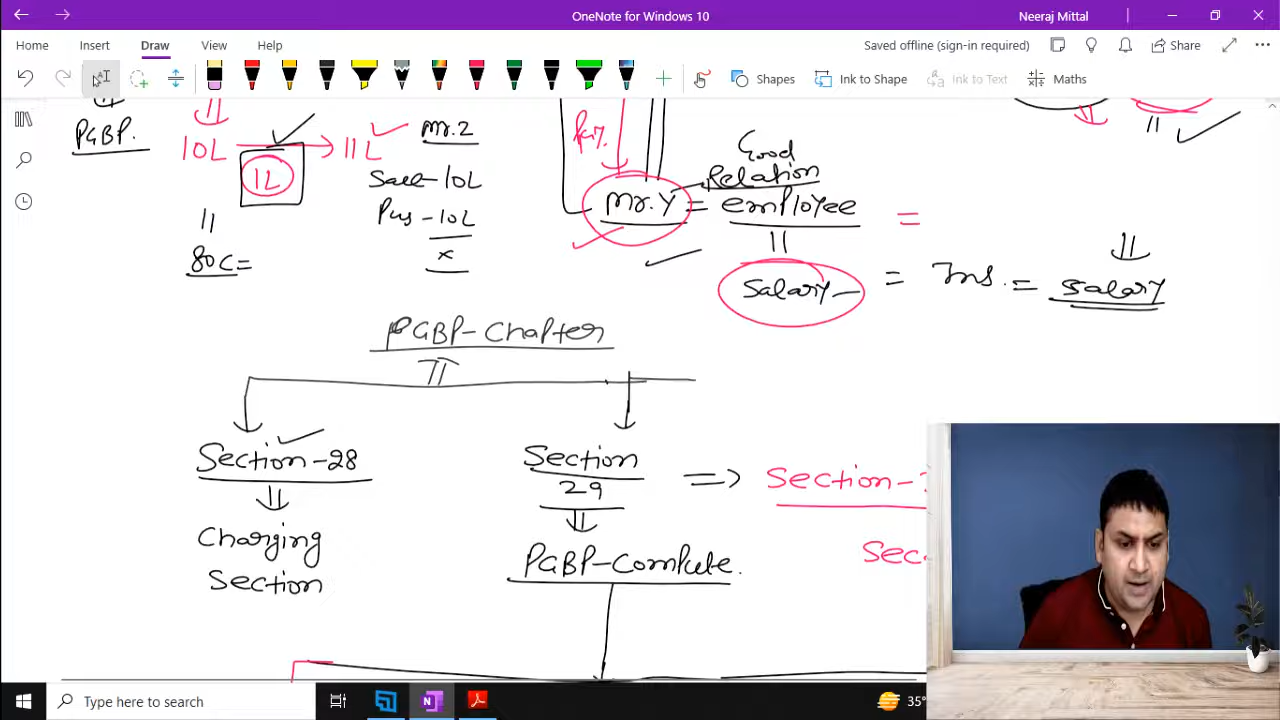 OneNote for Windows 10
Neeraj Mittal
Home
Insert
Draw
View
Help
Saved offline (sign-in required)
Share
Shapes
Ink to Shape
Ink to Text
Maths
PGBP.
10L
11L
Mr.Z
1L
Sale-10L
Pur -10L
x
80C=
Good
Relation
Mr.Y = employee =
Salary- = Ins. = Salary
PGBP-Chapter
Section-28
Section
29
=> Section-
Charging
Section
PGBP-Compute.
Sec
Type here to search
35°